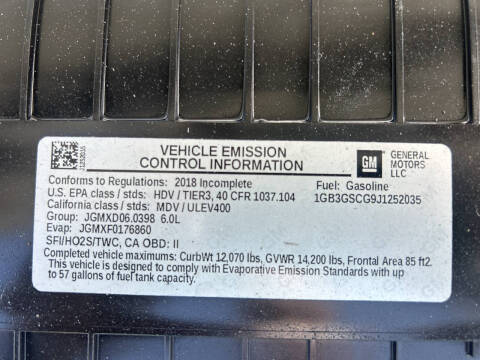 VEHICLE EMISSION
CONTROL INFORMATION
GM GENERAL
MOTORS
LLC
Conforms to Regulations: 2018 Incomplete Fuel: Gasoline
U.S. EPA class / stds: HDV / TIER3, 40 CFR 1037.104 1GB3GSCG9J1252035
California class / stds: MDV / ULEV400
Group: JGMXD06.0398 6.0L
Evap: JGMXF0176860
SFI/HO2S/TWC, CA OBD: II
Completed vehicle maximums: CurbWt 12,070 lbs, GVWR 14,200 lbs, Frontal Area 85 ft2.
is designed to comply with Evaporative Emission Standards with up
to 57 gallons of fuel tank capacity.